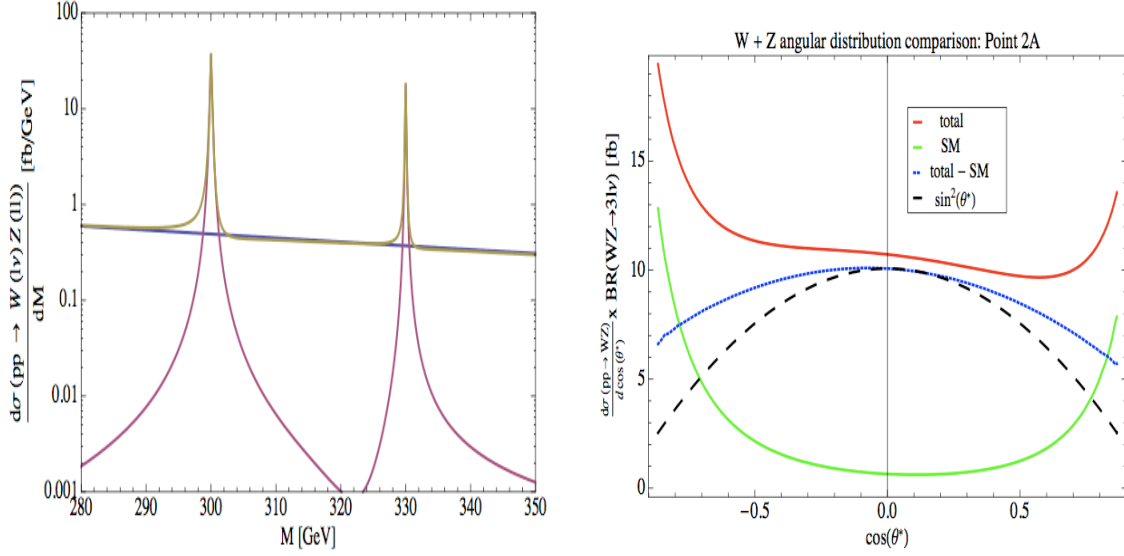 100
10
1
0.1
0.01
0.001
280
290
300
310
320
330
340
350
M [GeV]
dσ (pp → W (lν) Z (ll))
dM
[fb/GeV]
W + Z angular distribution comparison: Point 2A
total
SM
total − SM
sin²(θ*)
15
10
5
0
−0.5
0.0
0.5
cos(θ*)
dσ (pp→WZ)
d cos(θ*)
x BR(WZ→3lν) [fb]